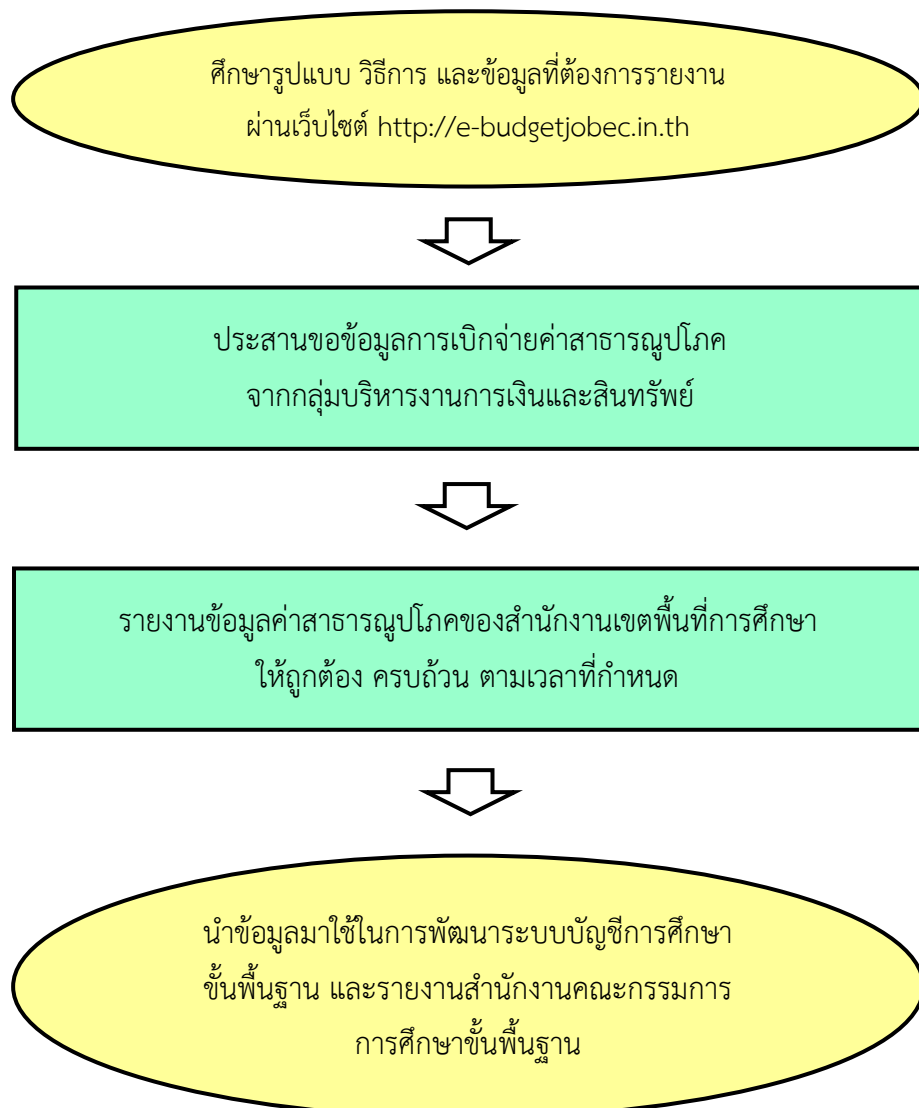 ศึกษารูปแบบ วิธีการ และข้อมูลที่ต้องการรายงาน
ผ่านเว็บไซต์ http://e-budgetjobec.in.th
ประสานขอข้อมูลการเบิกจ่ายค่าสาธารณูปโภค
จากกลุ่มบริหารงานการเงินและสินทรัพย์
รายงานข้อมูลค่าสาธารณูปโภคของสำนักงานเขตพื้นที่การศึกษา
ให้ถูกต้อง ครบถ้วน ตามเวลาที่กำหนด
นำข้อมูลมาใช้ในการพัฒนาระบบบัญชีการศึกษา
ขั้นพื้นฐาน และรายงานสำนักงานคณะกรรมการ
การศึกษาขั้นพื้นฐาน